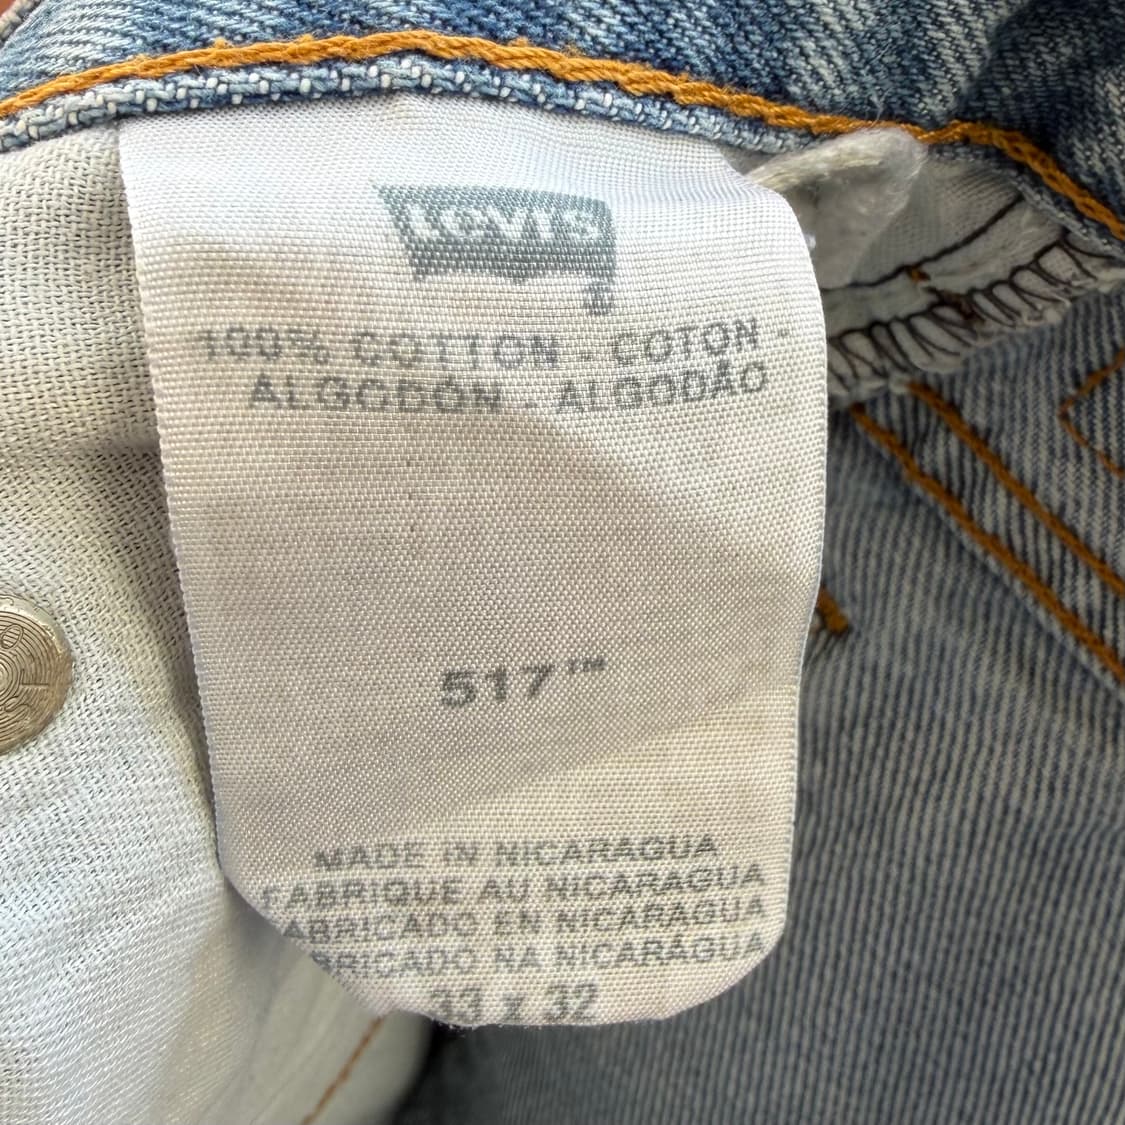 Levi's
®
100% COTTON - COTON -
ALGODÓN - ALGODÃO
517™
MADE IN NICARAGUA
FABRIQUE AU NICARAGUA
FABRICADO EN NICARAGUA
FABRICADO NA NICARÁGUA
33 x 32